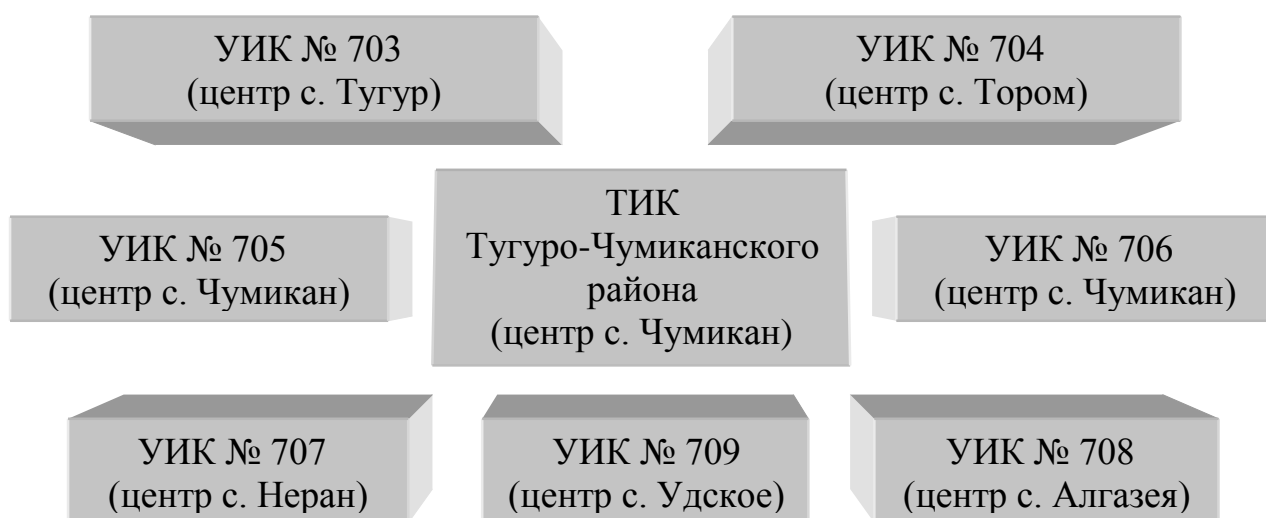 УИК № 703
(центр с. Тугур)
УИК № 704
(центр с. Тором)
ТИК
Тугуро-Чумиканского
района
(центр с. Чумикан)
УИК № 705
(центр с. Чумикан)
УИК № 706
(центр с. Чумикан)
УИК № 707
(центр с. Неран)
УИК № 709
(центр с. Удское)
УИК № 708
(центр с. Алгазея)